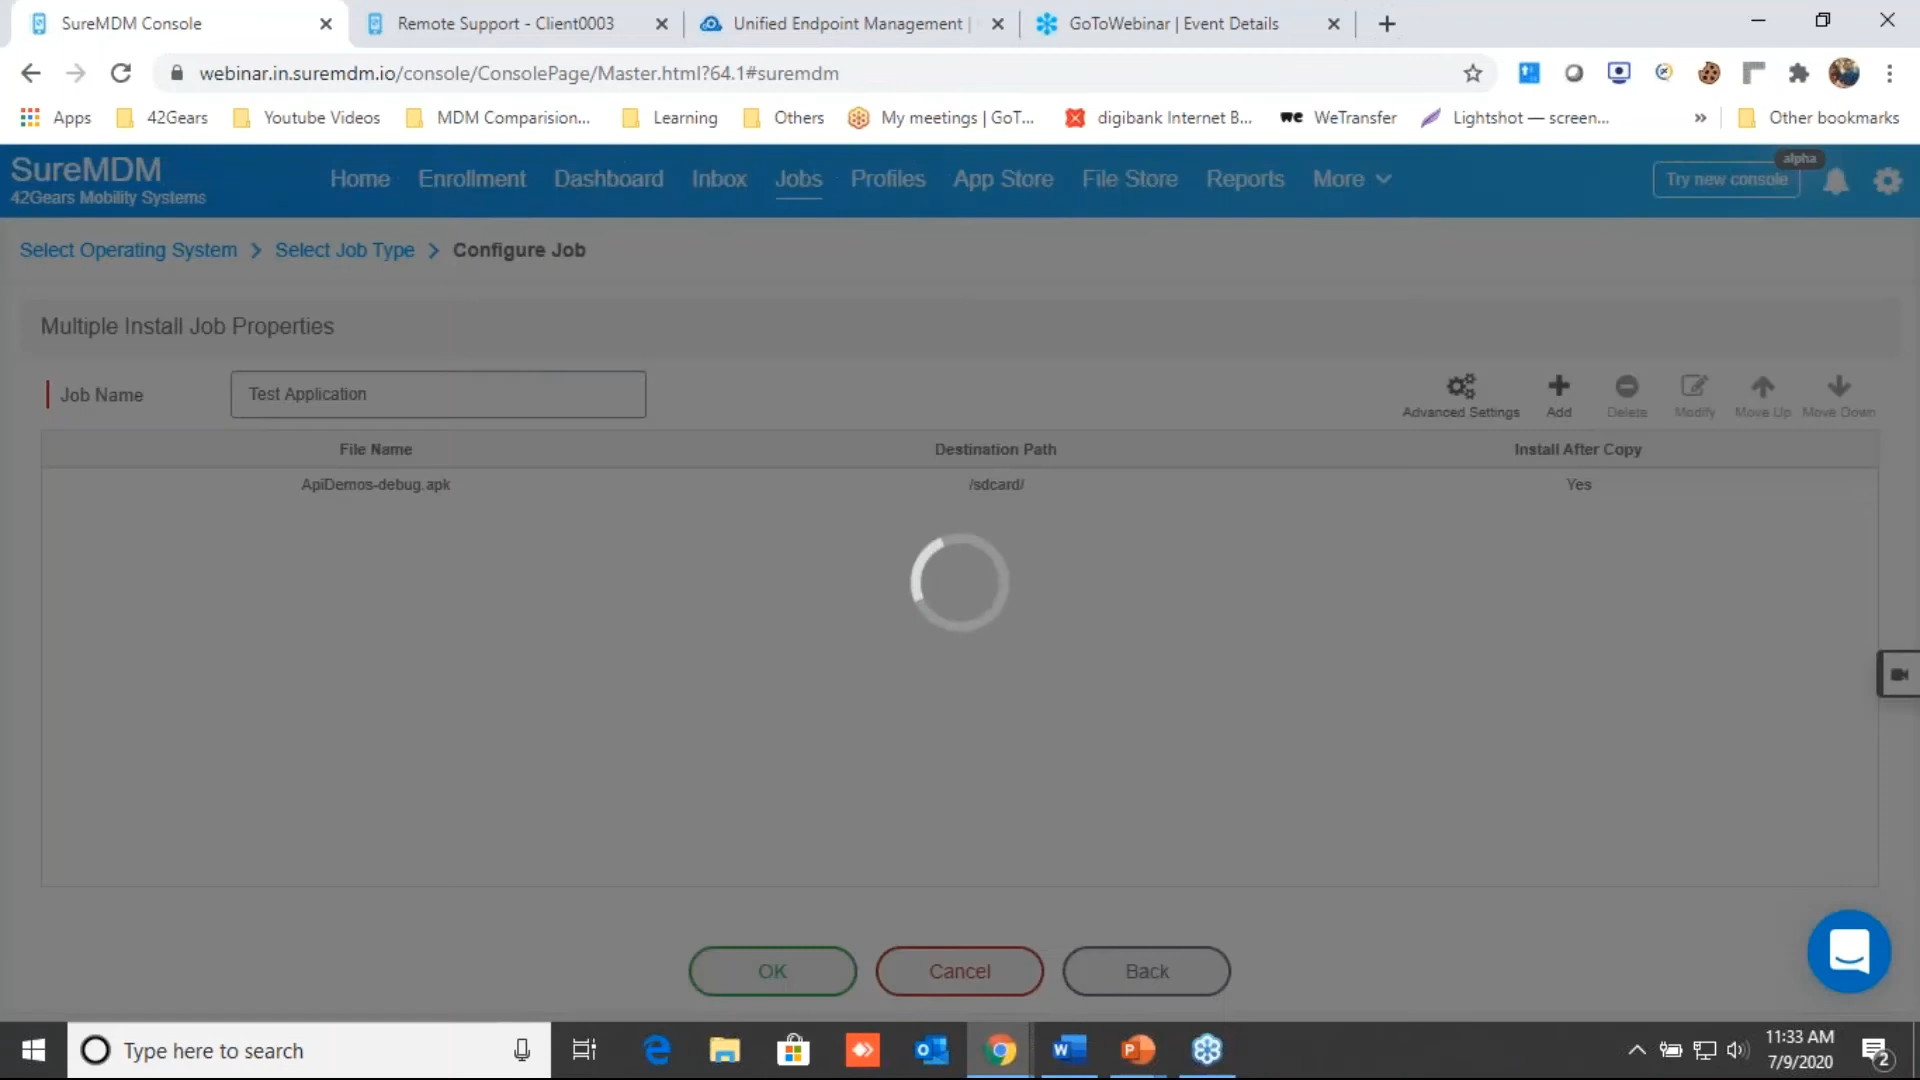 SureMDM Console
Remote Support - Client0003
Unified Endpoint Management |
GoToWebinar | Event Details
webinar.in.suremdm.io/console/ConsolePage/Master.html?64.1#suremdm
Apps
42Gears
Youtube Videos
MDM Comparision...
Learning
Others
My meetings | GoT...
digibank Internet B...
we WeTransfer
Lightshot — screen...
»
Other bookmarks
SureMDM
42Gears Mobility Systems
Home
Enrollment
Dashboard
Inbox
Jobs
Profiles
App Store
File Store
Reports
More
Try new console
alpha
Select Operating System > Select Job Type > Configure Job
Multiple Install Job Properties
Job Name
Test Application
Advanced Settings
Add
Delete
Modify
Move Up
Move Down
File Name
Destination Path
Install After Copy
ApiDemos-debug.apk
/sdcard/
Yes
OK
Cancel
Back
Type here to search
11:33 AM
7/9/2020
2